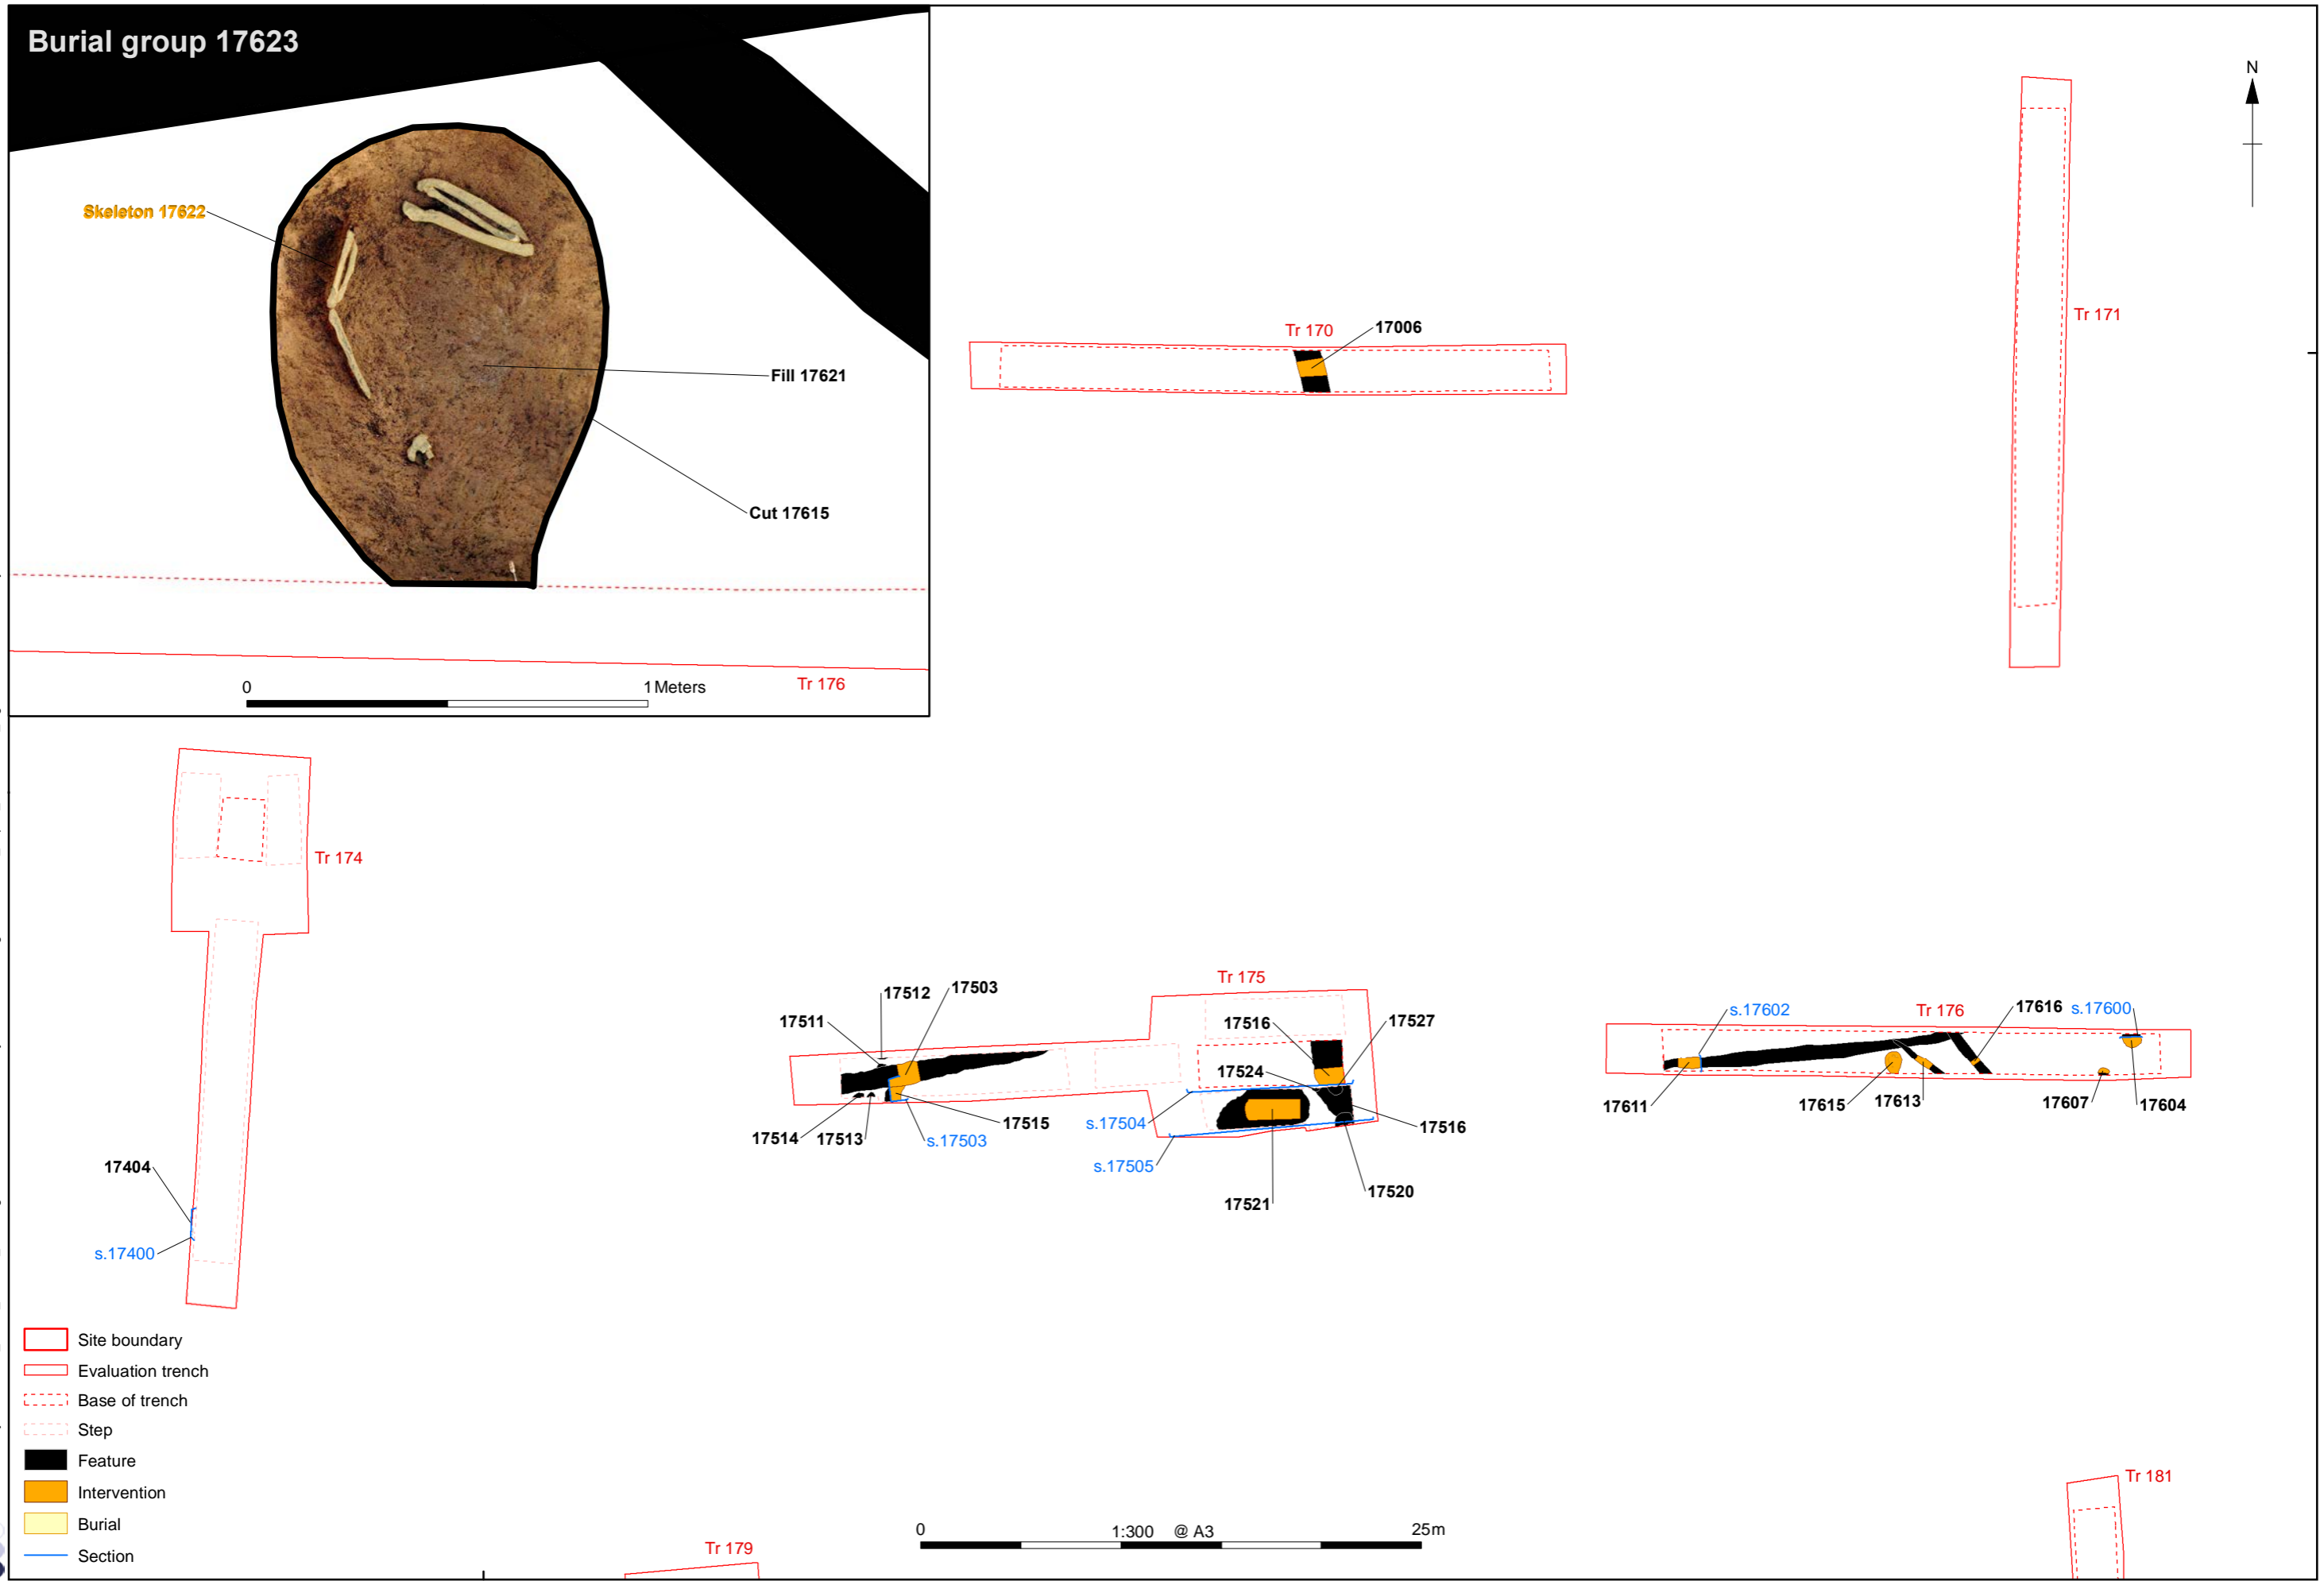 Burial group 17623
Skeleton 17622
Fill 17621
Cut 17615
0
1 Meters
Tr 176
N
Tr 170
17006
Tr 171
Tr 174
17404
s.17400
Tr 175
17512
17503
17511
17516
17527
17524
17515
17514
17513
s.17503
s.17504
s.17505
17516
17520
17521
s.17602
Tr 176
17616
s.17600
17611
17615
17613
17607
17604
Site boundary
Evaluation trench
Base of trench
Step
Feature
Intervention
Burial
Section
0
1:300 @ A3
25m
Tr 179
Tr 181